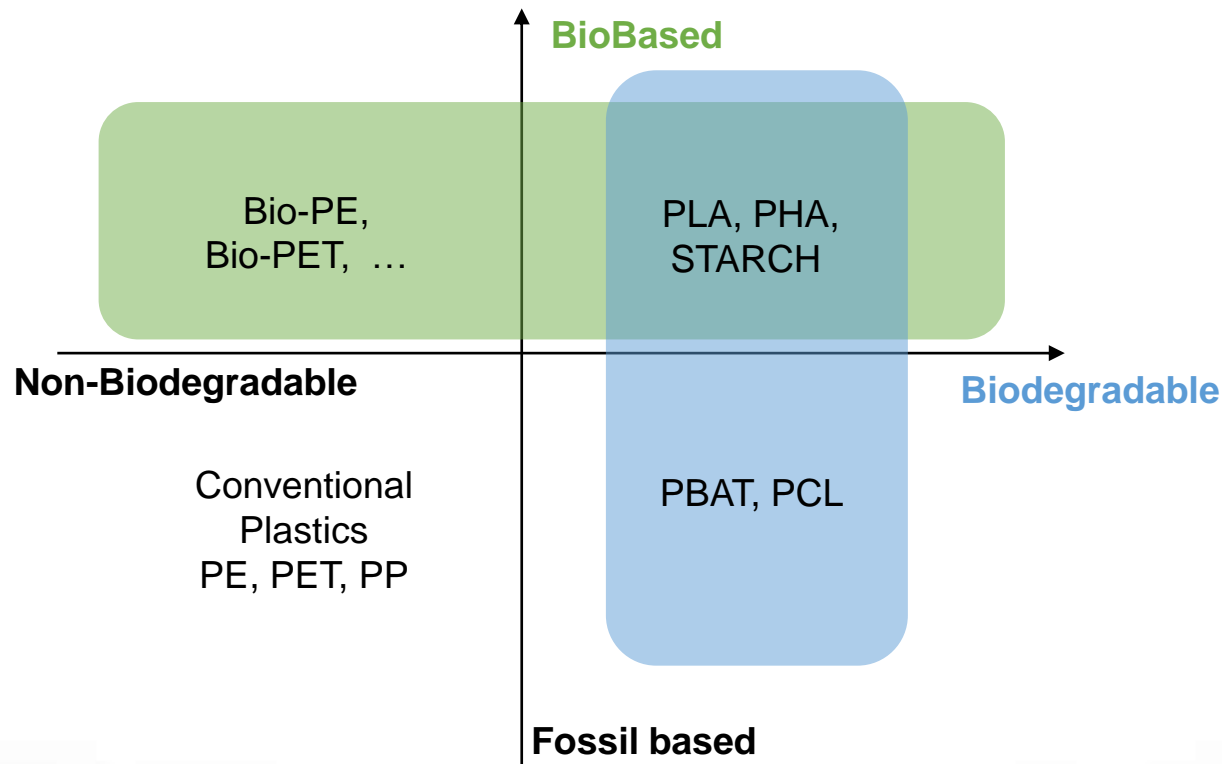 BioBased
Bio-PE,
Bio-PET, …
PLA, PHA,
STARCH
Non-Biodegradable
Biodegradable
Conventional
Plastics
PE, PET, PP
PBAT, PCL
Fossil based